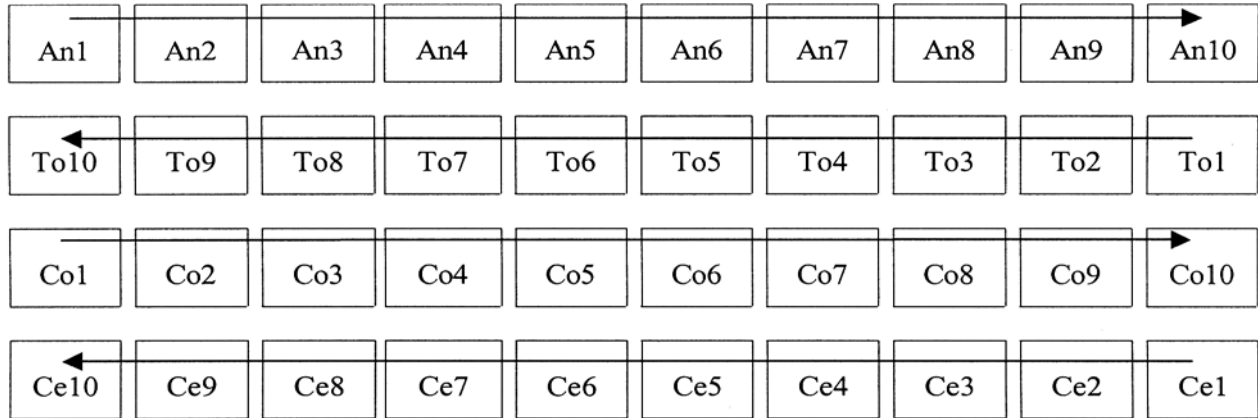 An1 An2 An3 An4 An5 An6 An7 An8 An9 An10
To10 To9 To8 To7 To6 To5 To4 To3 To2 To1
Co1 Co2 Co3 Co4 Co5 Co6 Co7 Co8 Co9 Co10
Ce10 Ce9 Ce8 Ce7 Ce6 Ce5 Ce4 Ce3 Ce2 Ce1